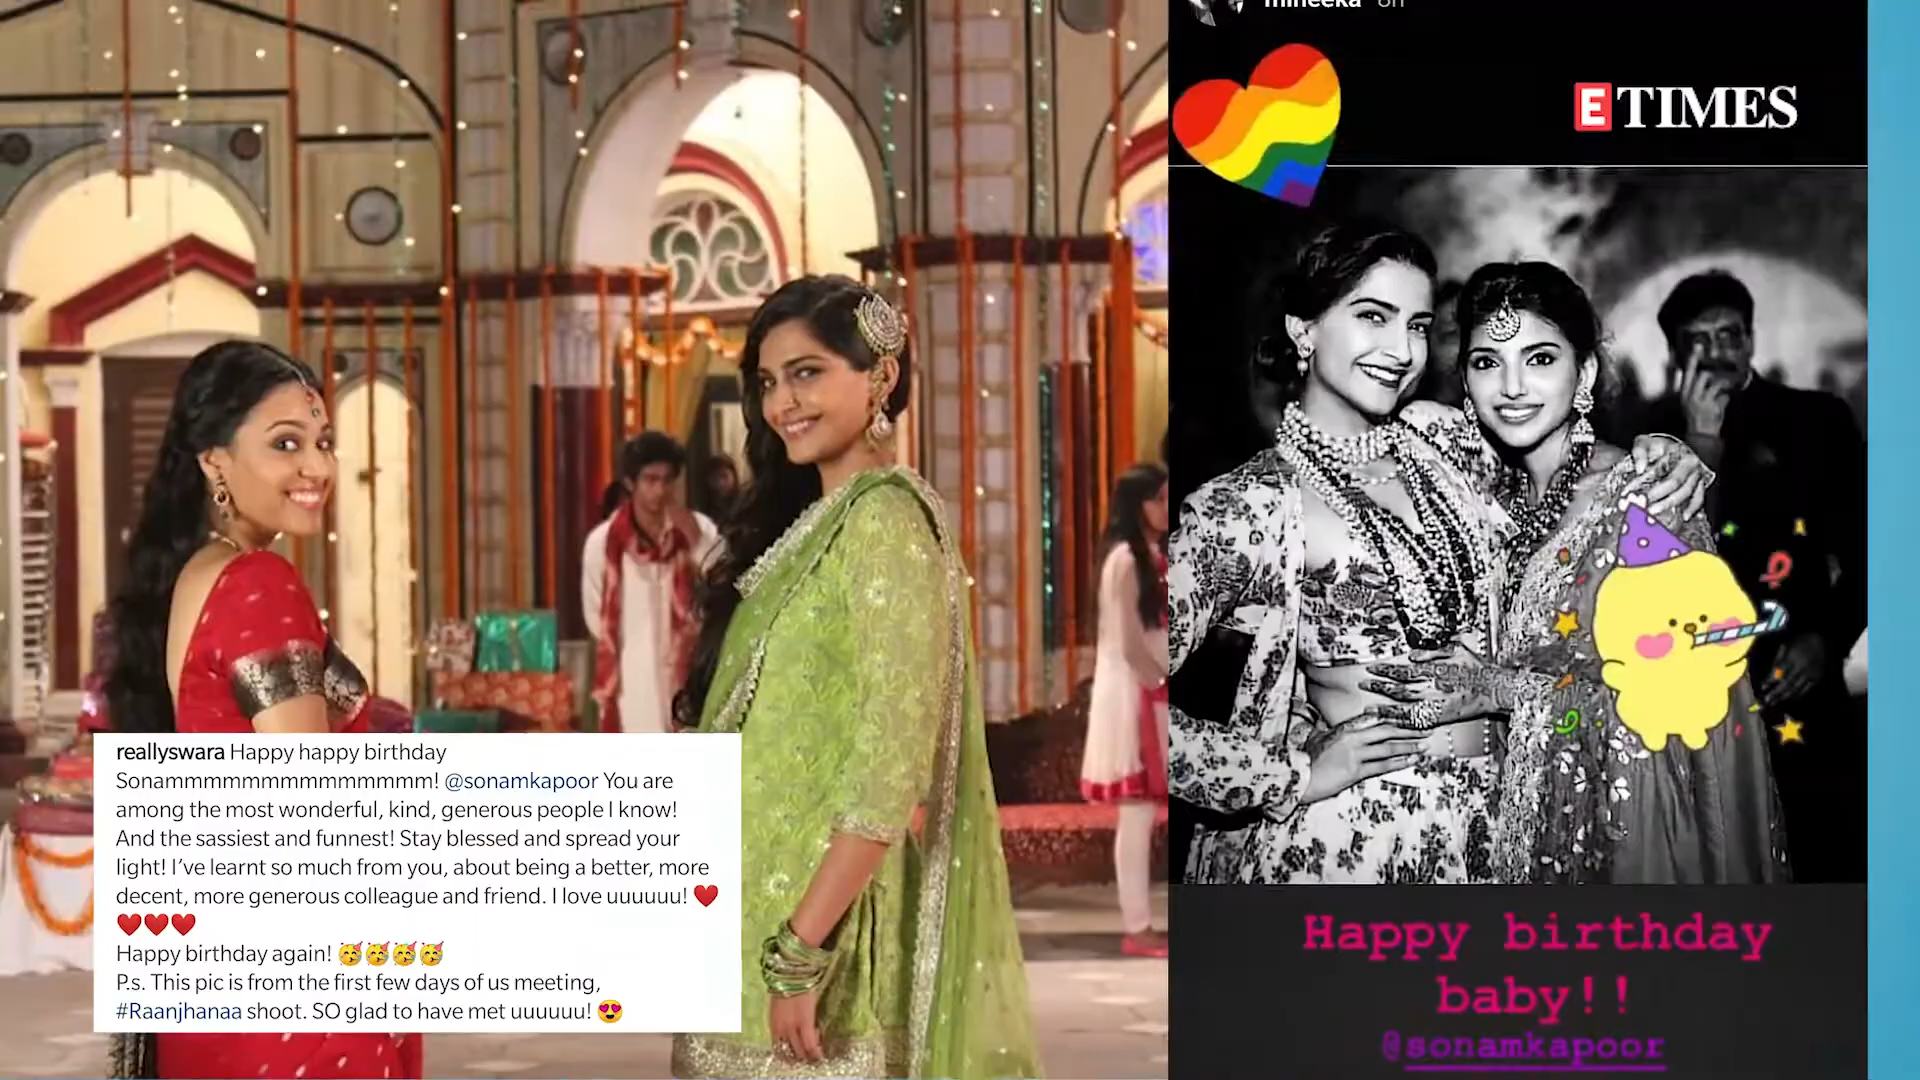 reallyswara Happy happy birthday
Sonammmmmmmmmmmmmmm! @sonamkapoor You are
among the most wonderful, kind, generous people I know!
And the sassiest and funnest! Stay blessed and spread your
light! I've learnt so much from you, about being a better, more
decent, more generous colleague and friend. I love uuuuuu! ❤️
❤️❤️❤️
Happy birthday again! 🥳🥳🥳🥳
P.s. This pic is from the first few days of us meeting,
#Raanjhanaa shoot. SO glad to have met uuuuuu! 😍
mineeka 8h
E TIMES
Happy birthday
baby!!
@sonamkapoor